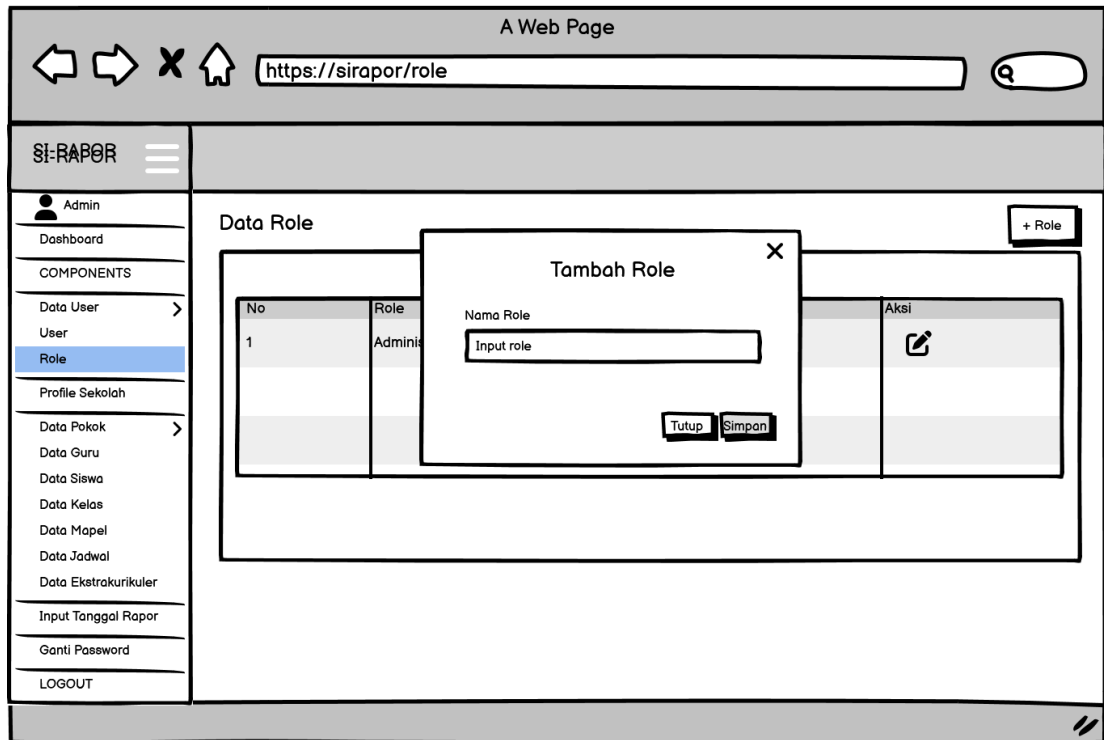 A Web Page
https://sirapor/role
SI-RAPOR
Admin
Dashboard
COMPONENTS
Data User
User
Role
Profile Sekolah
Data Pokok
Data Guru
Data Siswa
Data Kelas
Data Mapel
Data Jadwal
Data Ekstrakurikuler
Input Tanggal Rapor
Ganti Password
LOGOUT
Data Role
+ Role
No
Role
Aksi
1
Adminis
Tambah Role
Nama Role
Input role
Tutup
Simpan